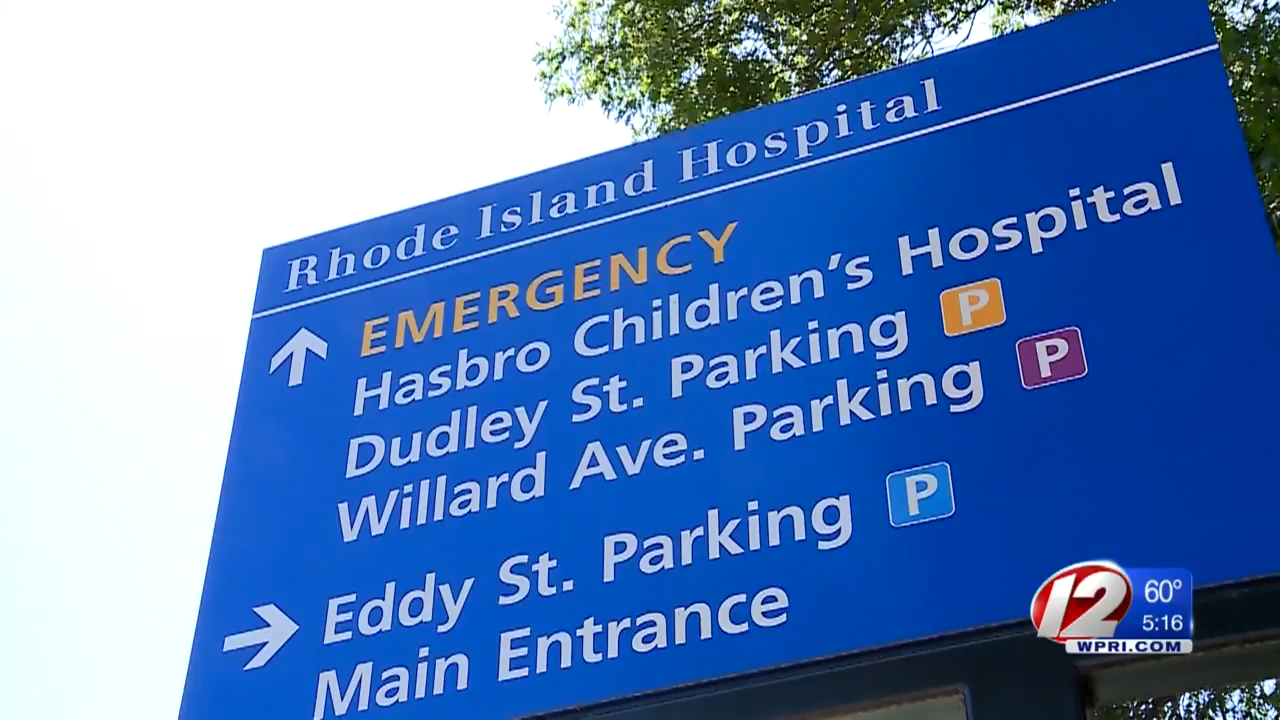 Rhode Island Hospital
EMERGENCY
Hasbro Children's Hospital
Dudley St. Parking P
Willard Ave. Parking P
Eddy St. Parking P
Main Entrance
12
60°
5:16
WPRI.COM